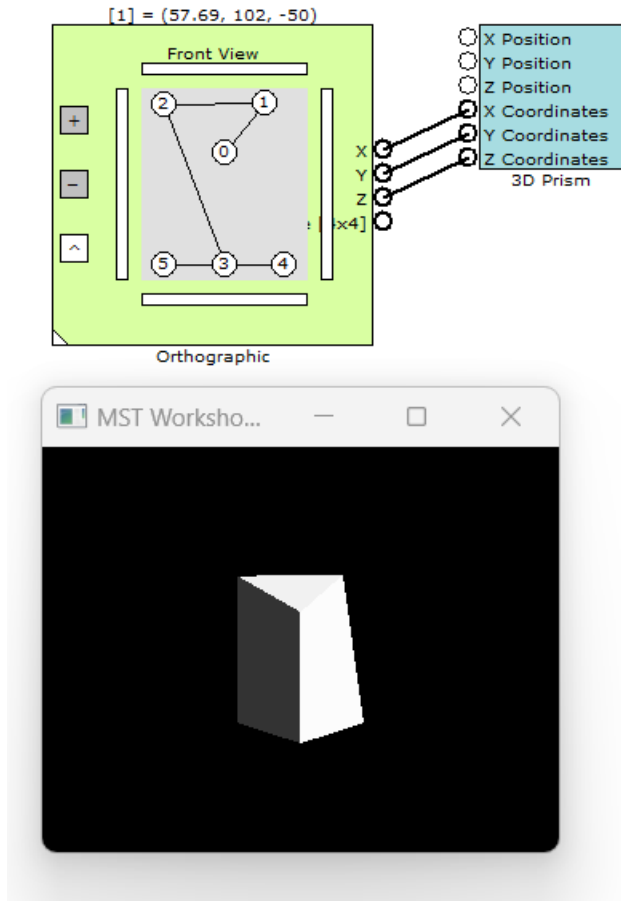 [1] = (57.69, 102, -50)
Front View
2
1
0
5
3
4
+
−
^
X
Y
Z
[4x4]
Orthographic
X Position
Y Position
Z Position
X Coordinates
Y Coordinates
Z Coordinates
3D Prism
MST Worksho...